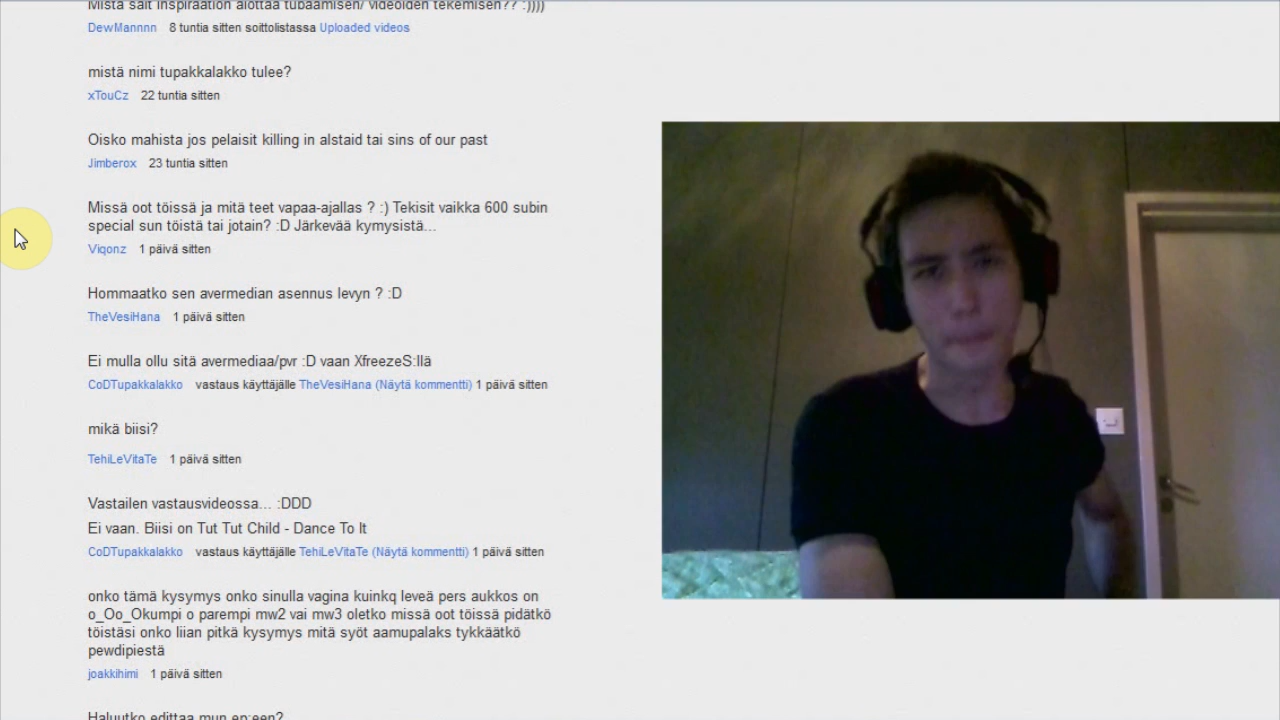 Mistä sait inspiraation alottaa tubaamisen/ videoiden tekemisen?? :))))
DewMannnn 8 tuntia sitten soittolistassa Uploaded videos
mistä nimi tupakkalakko tulee?
xTouCz 22 tuntia sitten
Oisko mahista jos pelaisit killing in alstaid tai sins of our past
Jimberox 23 tuntia sitten
Missä oot töissä ja mitä teet vapaa-ajallas ? :) Tekisit vaikka 600 subin
special sun töistä tai jotain? :D Järkevää kymysistä...
Viqonz 1 päivä sitten
Hommaatko sen avermedian asennus levyn ? :D
TheVesiHana 1 päivä sitten
Ei mulla ollu sitä avermediaa/pvr :D vaan XfreezeS:llä
CoDTupakkalakko vastaus käyttäjälle TheVesiHana (Näytä kommentti) 1 päivä sitten
mikä biisi?
TehiLeVitaTe 1 päivä sitten
Vastailen vastausvideossa... :DDD
Ei vaan. Biisi on Tut Tut Child - Dance To It
CoDTupakkalakko vastaus käyttäjälle TehiLeVitaTe (Näytä kommentti) 1 päivä sitten
onko tämä kysymys onko sinulla vagina kuinkq leveä pers aukkos on
o_Oo_Okumpi o parempi mw2 vai mw3 oletko missä oot töissä pidätkö
töistäsi onko liian pitkä kysymys mitä syöt aamupalaks tykkäätkö
pewdipiestä
joakkihimi 1 päivä sitten
Haluutko edittaa mun ep:een?